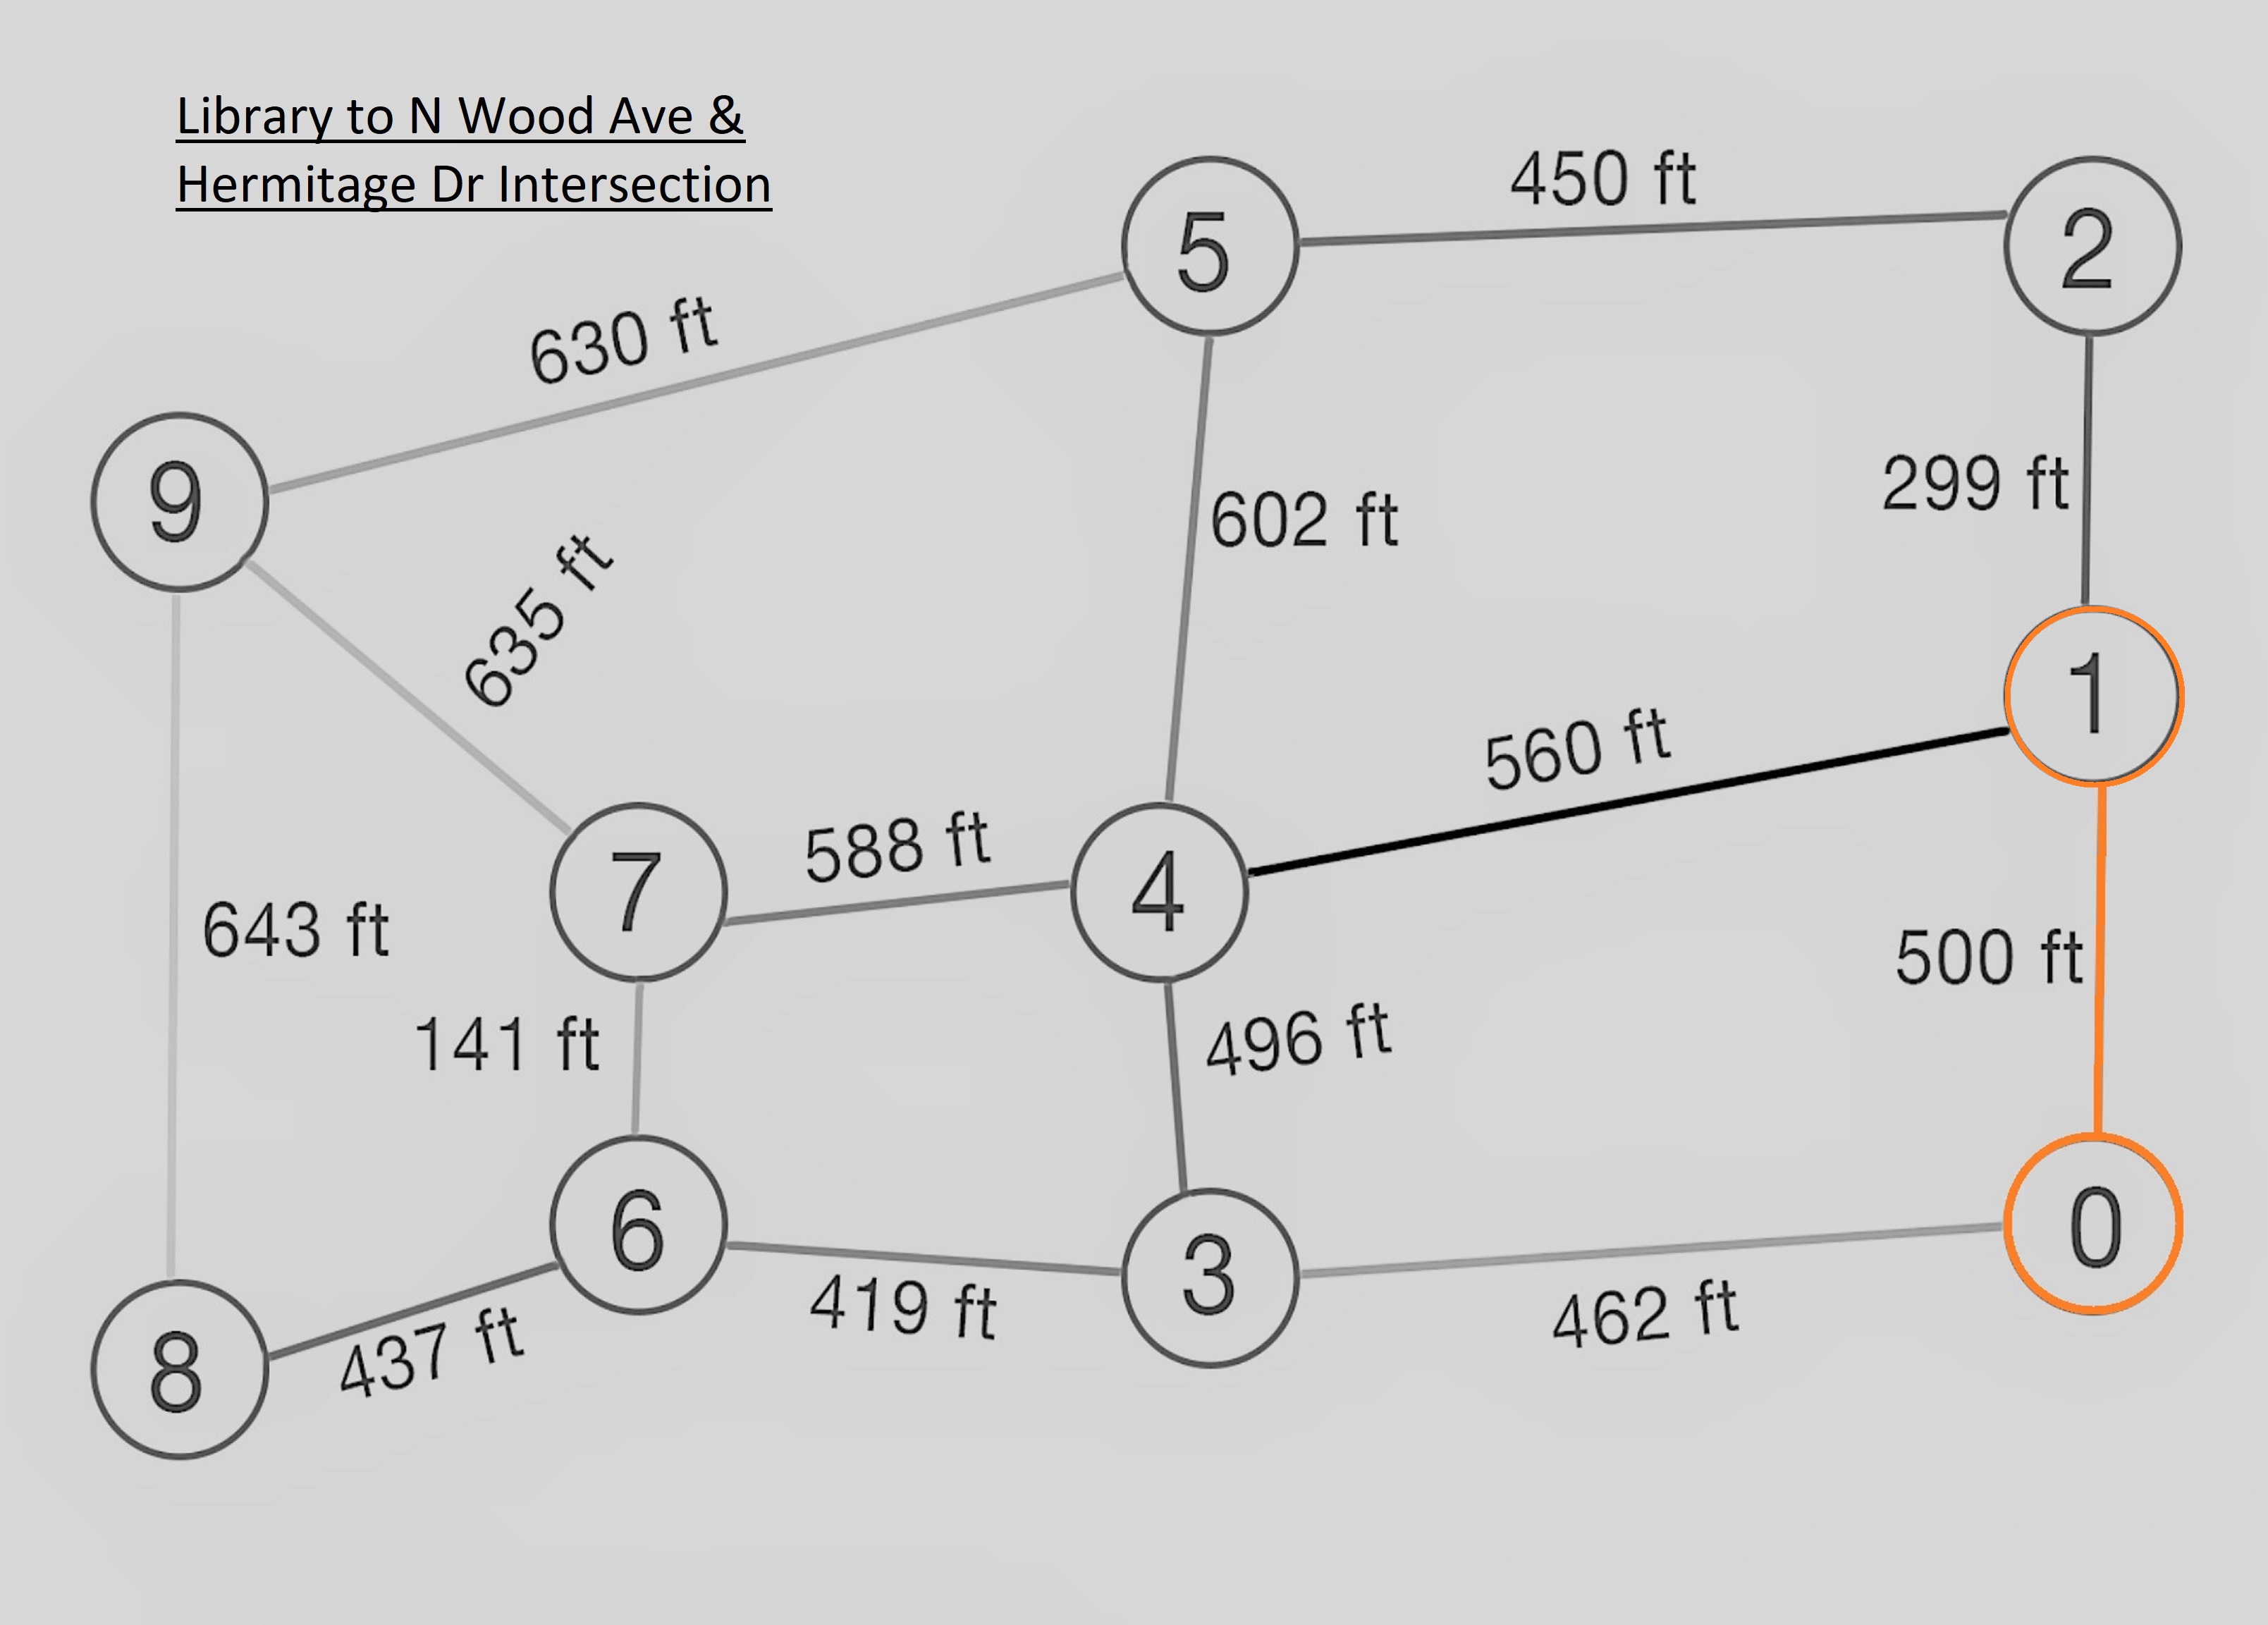 Library to N Wood Ave &
Hermitage Dr Intersection
450 ft
5
2
630 ft
299 ft
9
602 ft
635 ft
1
560 ft
588 ft
7
4
643 ft
500 ft
141 ft
496 ft
6
0
3
419 ft
462 ft
8
437 ft